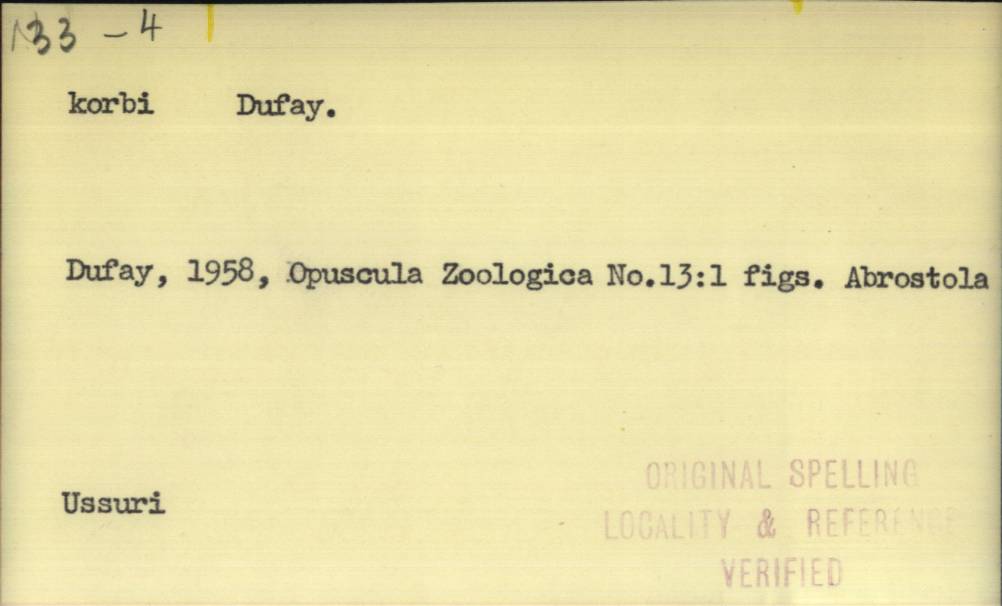 133 - 4
korbi Dufay.
Dufay, 1958, Opuscula Zoologica No.13:1 figs. Abrostola
Ussuri
ORIGINAL SPELLING
LOCALITY & REFERENCE
VERIFIED